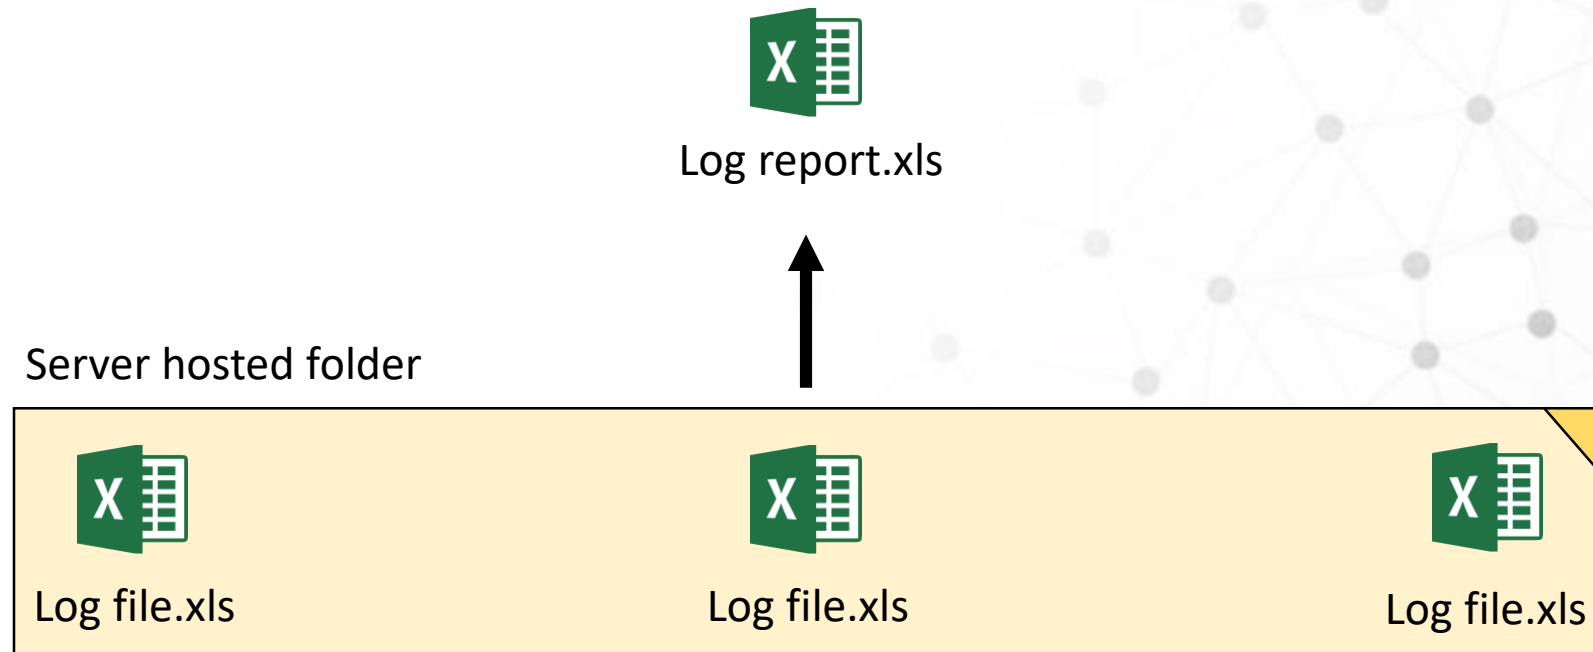 X
Log report.xls
Server hosted folder
X
X
X
Log file.xls
Log file.xls
Log file.xls